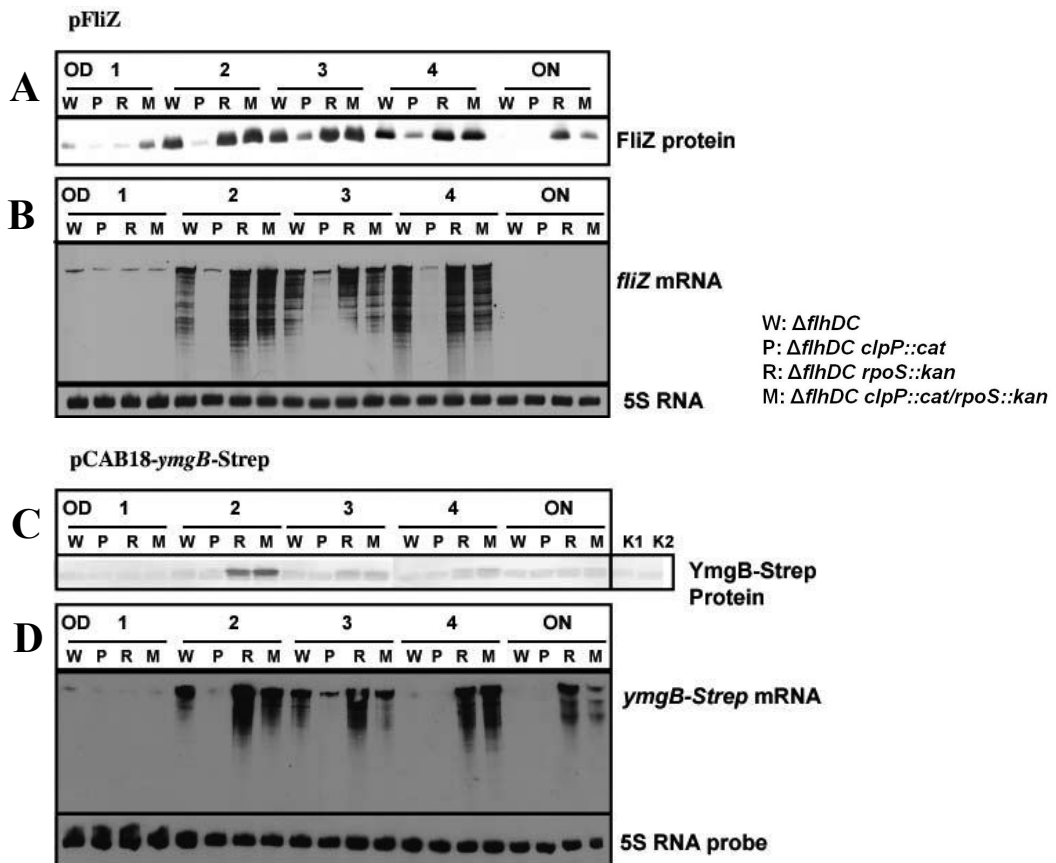 pFliZ
A
OD 1 2 3 4 ON
W P R M W P R M W P R M W P R M W P R M
FliZ protein
B
OD 1 2 3 4 ON
W P R M W P R M W P R M W P R M W P R M
fliZ mRNA
5S RNA
W: ΔflhDC
P: ΔflhDC clpP::cat
R: ΔflhDC rpoS::kan
M: ΔflhDC clpP::cat/rpoS::kan
pCAB18-ymgB-Strep
C
OD 1 2 3 4 ON
W P R M W P R M W P R M W P R M W P R M K1 K2
YmgB-Strep
Protein
D
OD 1 2 3 4 ON
W P R M W P R M W P R M W P R M W P R M
ymgB-Strep mRNA
5S RNA probe